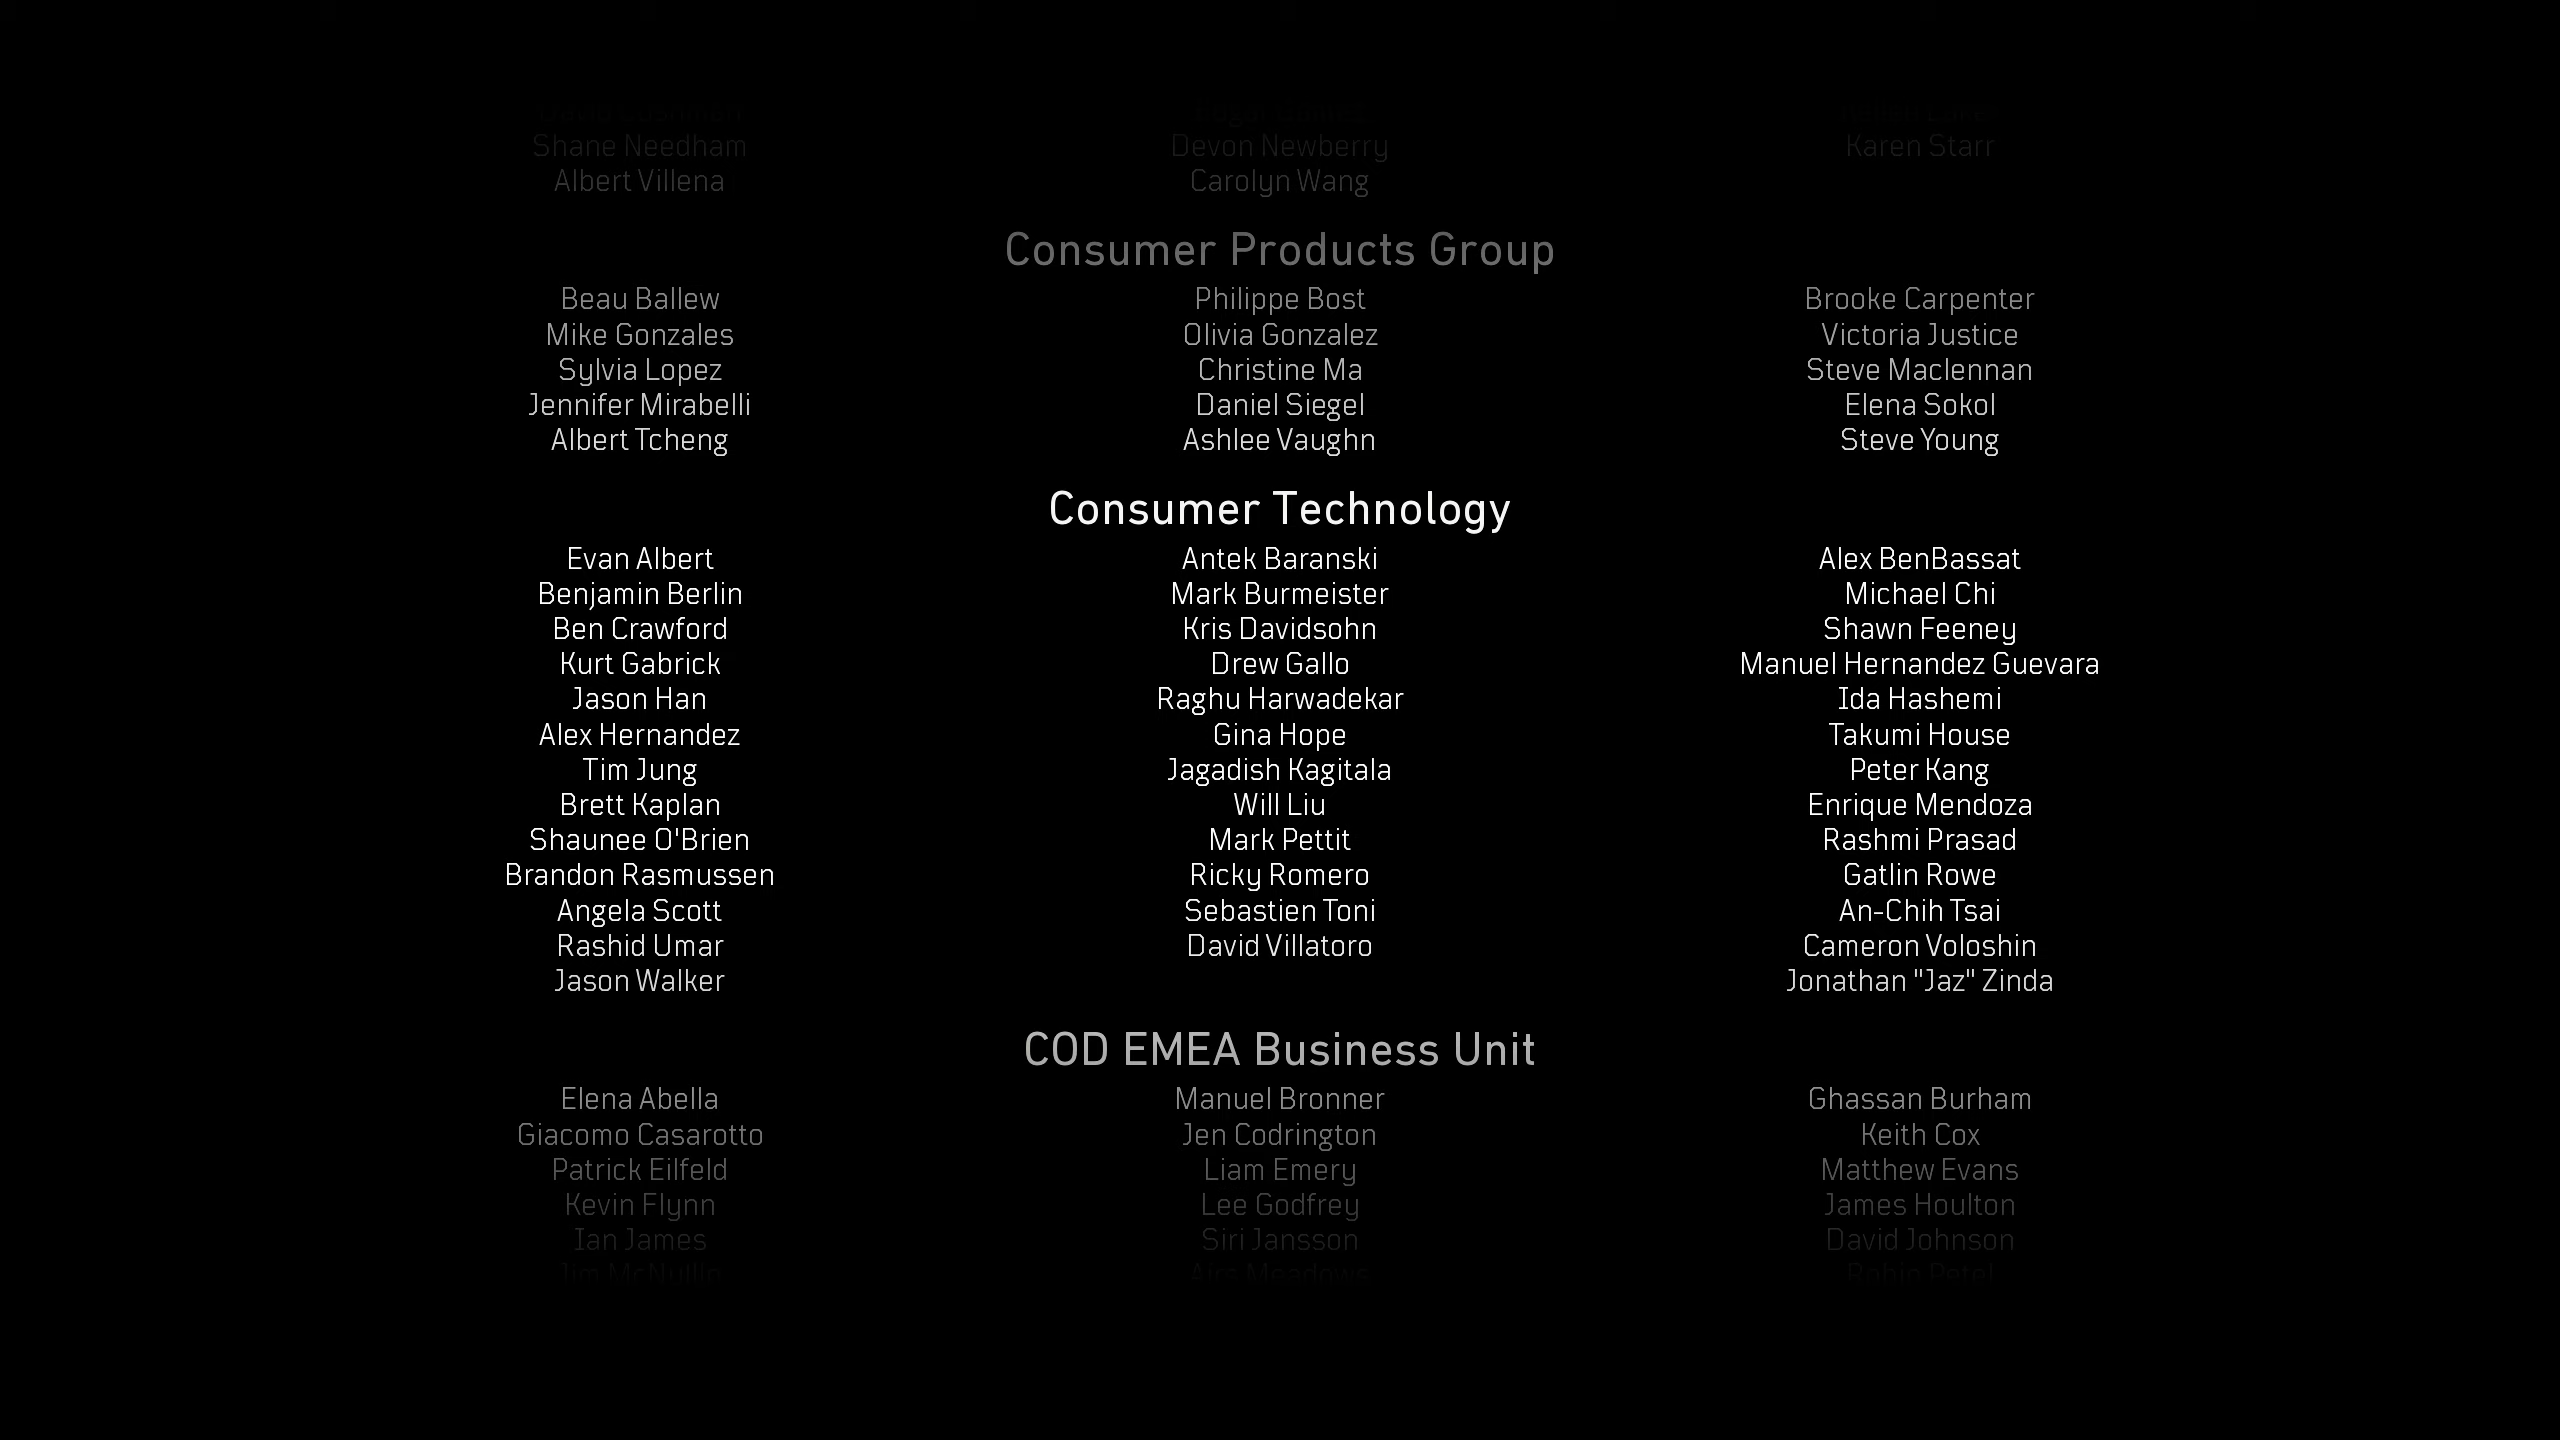 Shane Needham Devon Newberry Karen Starr
Albert Villena Carolyn Wang
Consumer Products Group
Beau Ballew Philippe Bost Brooke Carpenter
Mike Gonzales Olivia Gonzalez Victoria Justice
Sylvia Lopez Christine Ma Steve Maclennan
Jennifer Mirabelli Daniel Siegel Elena Sokol
Albert Tcheng Ashlee Vaughn Steve Young
Consumer Technology
Evan Albert Antek Baranski Alex BenBassat
Benjamin Berlin Mark Burmeister Michael Chi
Ben Crawford Kris Davidsohn Shawn Feeney
Kurt Gabrick Drew Gallo Manuel Hernandez Guevara
Jason Han Raghu Harwadekar Ida Hashemi
Alex Hernandez Gina Hope Takumi House
Tim Jung Jagadish Kagitala Peter Kang
Brett Kaplan Will Liu Enrique Mendoza
Shaunee O'Brien Mark Pettit Rashmi Prasad
Brandon Rasmussen Ricky Romero Gatlin Rowe
Angela Scott Sebastien Toni An-Chih Tsai
Rashid Umar David Villatoro Cameron Voloshin
Jason Walker Jonathan "Jaz" Zinda
COD EMEA Business Unit
Elena Abella Manuel Bronner Ghassan Burham
Giacomo Casarotto Jen Codrington Keith Cox
Patrick Eilfeld Liam Emery Matthew Evans
Kevin Flynn Lee Godfrey James Houlton
Ian James Siri Jansson David Johnson